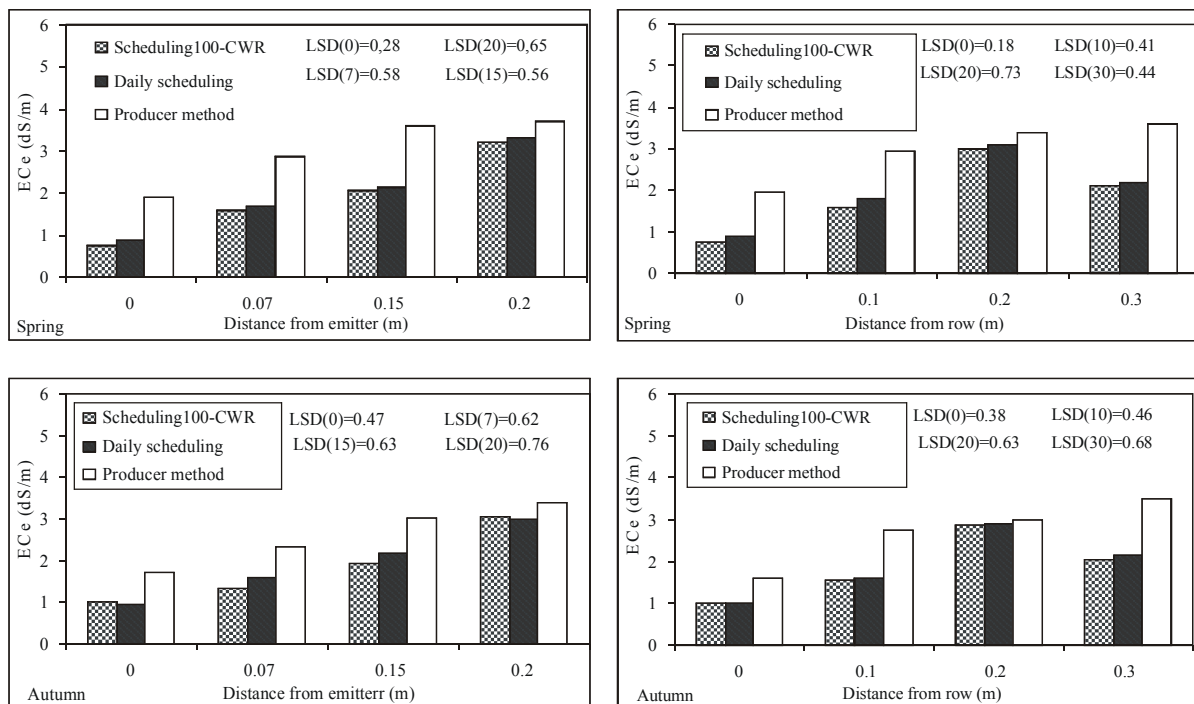 6
5
4
3
2
1
0
ECe (dS/m)
Scheduling100-CWR
Daily scheduling
Producer method
LSD(0)=0,28 LSD(20)=0,65
LSD(7)=0.58 LSD(15)=0.56
0 0.07 0.15 0.2
Distance from emitter (m)
Spring
6
5
4
3
2
1
0
ECe (dS/m)
Scheduling100-CWR
Daily scheduling
Producer method
LSD(0)=0.18 LSD(10)=0.41
LSD(20)=0.73 LSD(30)=0.44
0 0.1 0.2 0.3
Distance from row (m)
Spring
6
5
4
3
2
1
0
ECe (dS/m)
Scheduling100-CWR
Daily scheduling
Producer method
LSD(0)=0.47 LSD(7)=0.62
LSD(15)=0.63 LSD(20)=0.76
0 0.07 0.15 0.2
Distance from emitterr (m)
Autumn
6
5
4
3
2
1
0
ECe (dS/m)
Scheduling100-CWR
Daily scheduling
Producer method
LSD(0)=0.38 LSD(10)=0.46
LSD(20)=0.63 LSD(30)=0.68
0 0.1 0.2 0.3
Distance from row (m)
Autumn